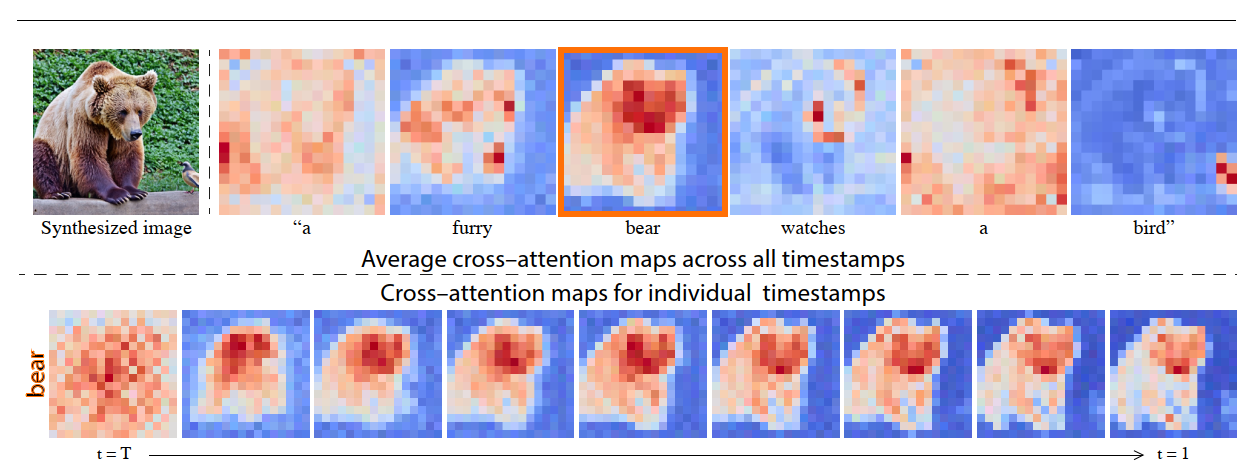 Synthesized image “a furry bear watches a bird”
Average cross–attention maps across all timestamps
Cross–attention maps for individual timestamps
bear
t = T t = 1